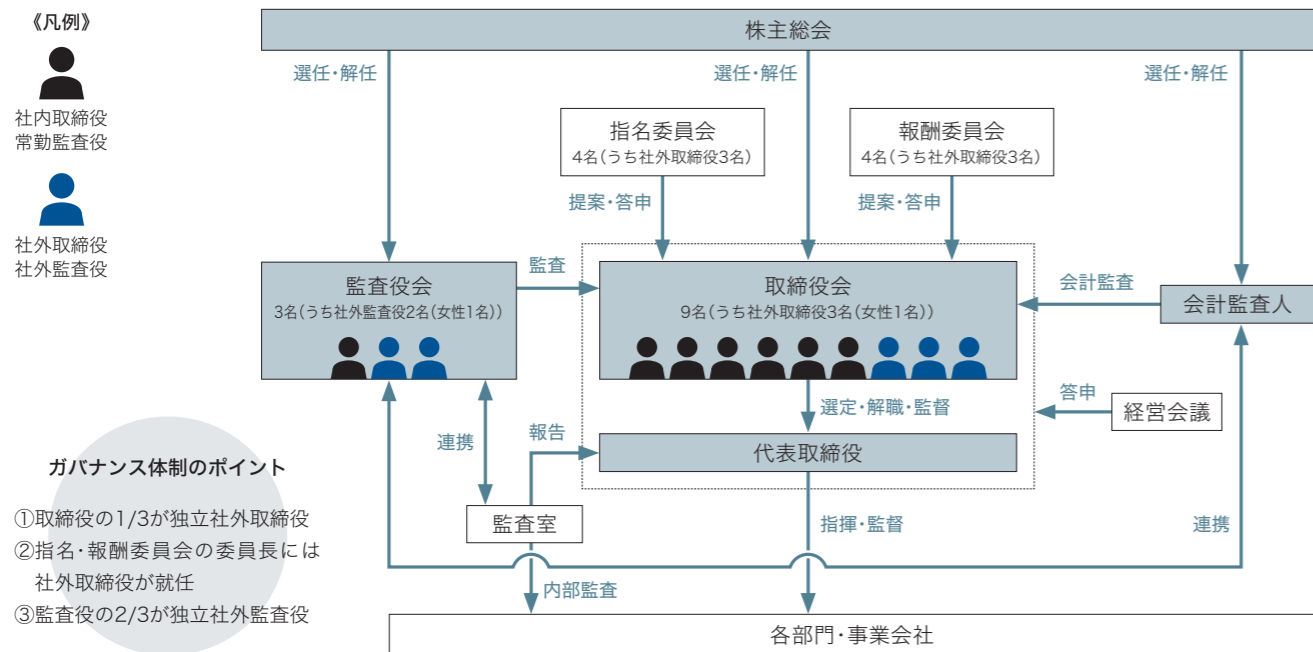 《凡例》
社内取締役
常勤監査役
社外取締役
社外監査役
株主総会
選任・解任
選任・解任
選任・解任
指名委員会
4名(うち社外取締役3名)
報酬委員会
4名(うち社外取締役3名)
提案・答申
提案・答申
監査役会
3名(うち社外監査役2名(女性1名))
監査
取締役会
9名(うち社外取締役3名(女性1名))
会計監査
会計監査人
選定・解職・監督
答申
経営会議
連携
報告
代表取締役
監査室
指揮・監督
連携
内部監査
各部門・事業会社
ガバナンス体制のポイント
①取締役の1/3が独立社外取締役
②指名・報酬委員会の委員長には
社外取締役が就任
③監査役の2/3が独立社外監査役